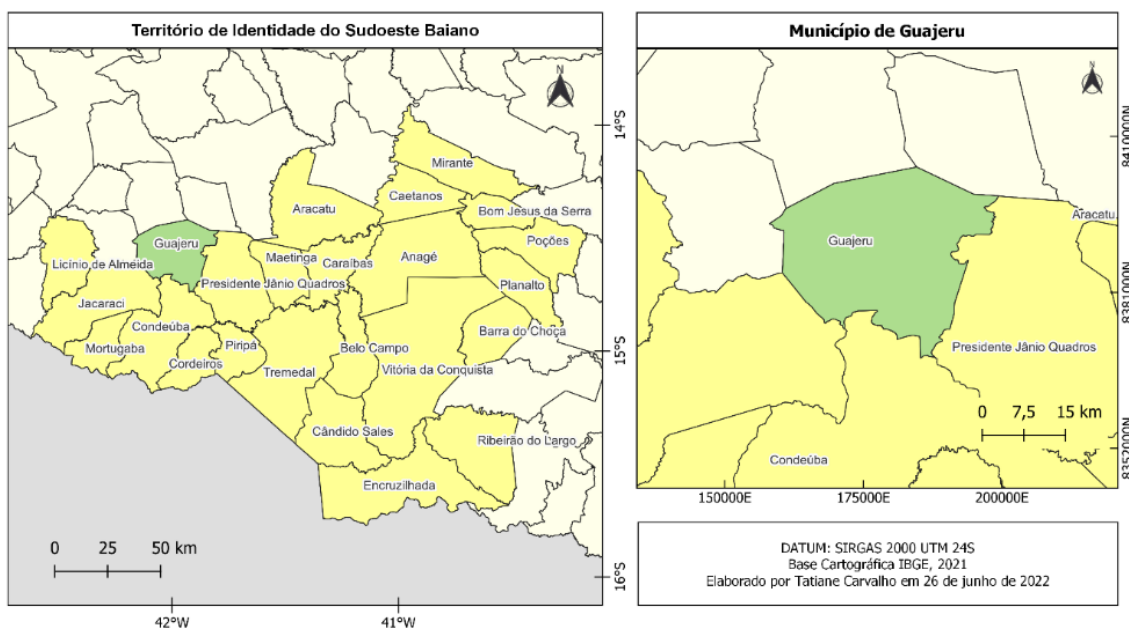 Território de Identidade do Sudoeste Baiano
Mirante
Caetanos
Aracatu
Bom Jesus da Serra
Guajeru
Poções
Maetinga
Anagé
Licínio de Almeida
Caraíbas
Presidente Jânio Quadros
Planalto
Jacaraci
Condeúba
Barra do Choça
Piripá
Mortugaba
Belo Campo
Cordeiros
Tremedal
Vitória da Conquista
Cândido Sales
Ribeirão do Largo
Encruzilhada
0 25 50 km
14°S
15°S
16°S
42°W 41°W
Município de Guajeru
Aracatu
Guajeru
Presidente Jânio Quadros
0 7,5 15 km
Condeúba
8410000N
8381000N
8352000N
150000E 175000E 200000E
DATUM: SIRGAS 2000 UTM 24S
Base Cartográfica IBGE, 2021
Elaborado por Tatiane Carvalho em 26 de junho de 2022